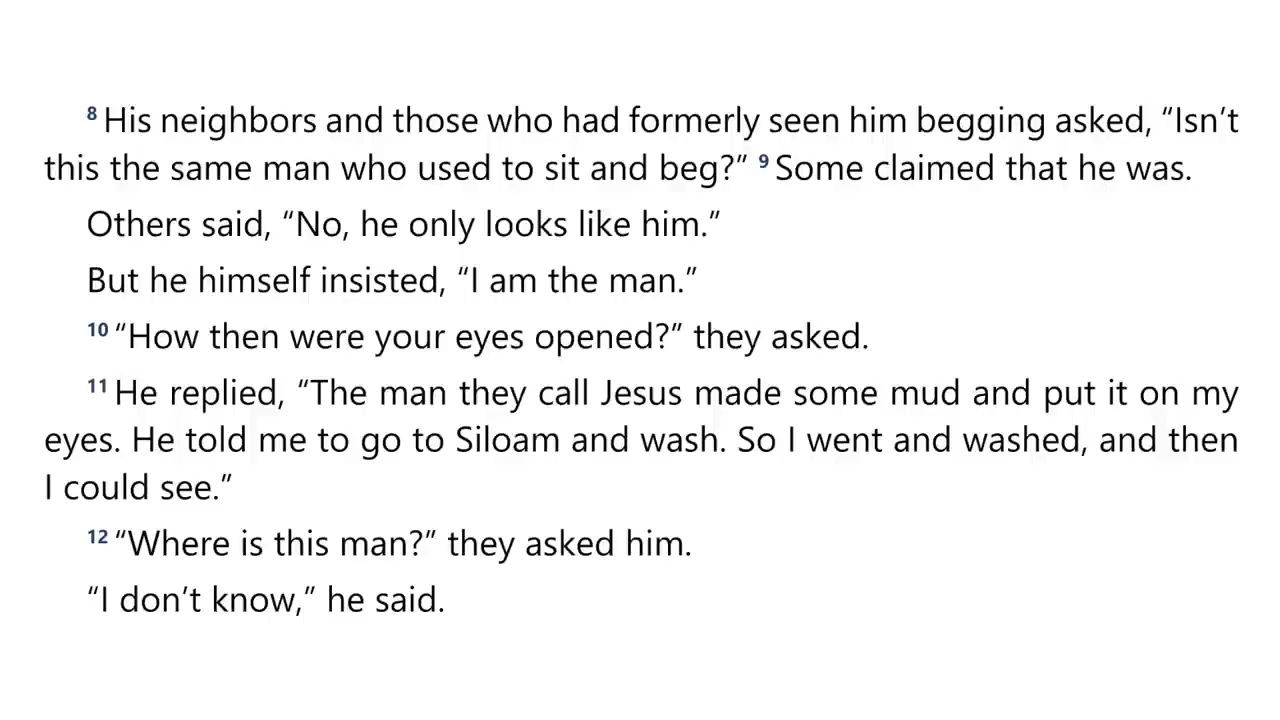 8 His neighbors and those who had formerly seen him begging asked, “Isn’t
this the same man who used to sit and beg?” 9 Some claimed that he was.
Others said, “No, he only looks like him.”
But he himself insisted, “I am the man.”
10 “How then were your eyes opened?” they asked.
11 He replied, “The man they call Jesus made some mud and put it on my
eyes. He told me to go to Siloam and wash. So I went and washed, and then
I could see.”
12 “Where is this man?” they asked him.
“I don’t know,” he said.